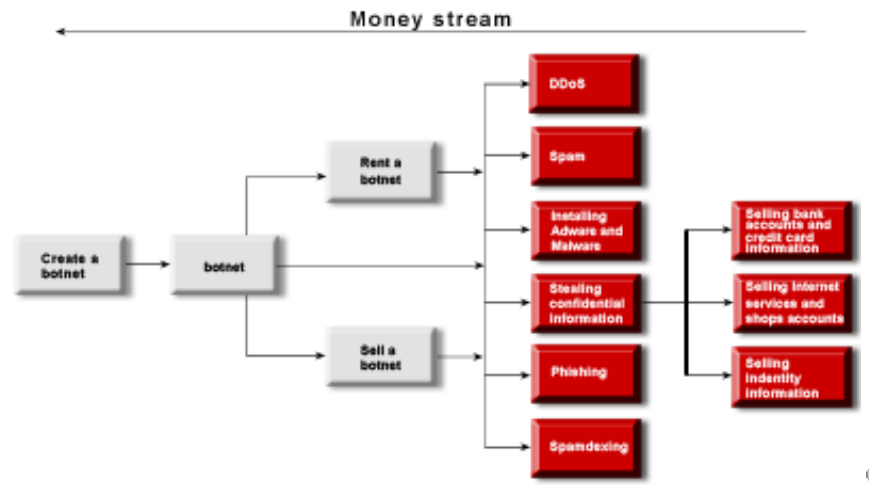 Money stream
DDoS
Rent a
botnet
Spam
Installing
Adware and
Malware
Selling bank
accounts and
credit card
information
Create a
botnet
botnet
Stealing
confidential
information
Selling Internet
services and
shops accounts
Sell a
botnet
Phishing
Selling
indentity
information
Spamdexing